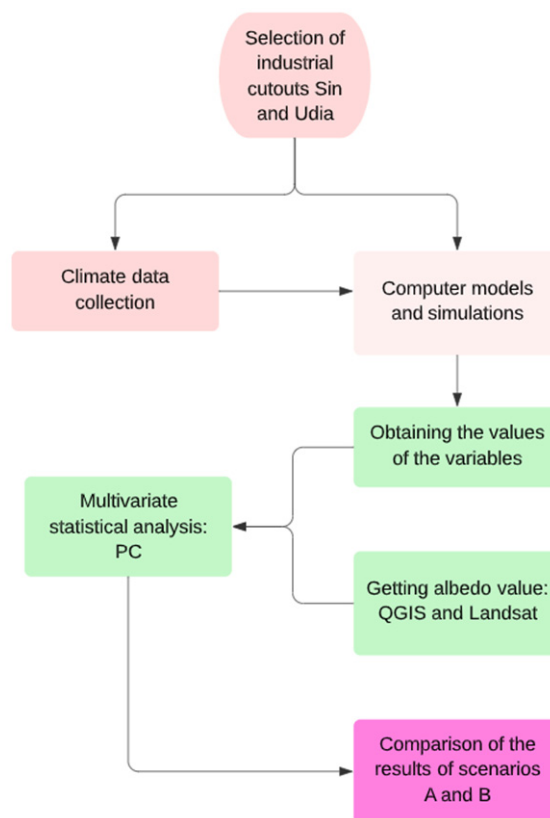 Selection of
industrial
cutouts Sin
and Udia
Climate data
collection
Computer models
and simulations
Obtaining the values
of the variables
Multivariate
statistical analysis:
PC
Getting albedo value:
QGIS and Landsat
Comparison of the
results of scenarios
A and B